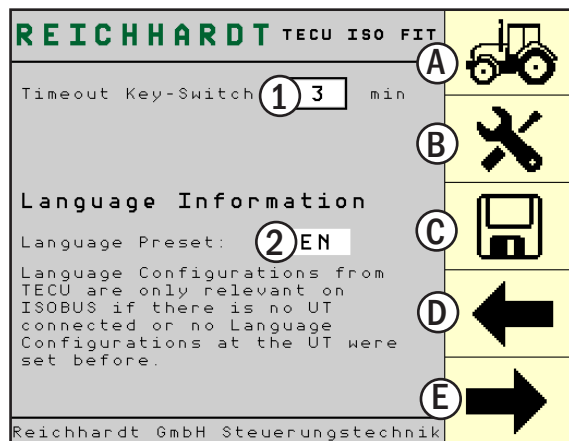 REICHHARDT TECU ISO FIT
A
Timeout Key-Switch 1 3 min
B
Language Information
C
Language Preset: 2 EN
Language Configurations from
TECU are only relevant on
ISOBUS if there is no UT
D
connected or no Language
Configurations at the UT were
set before.
E
Reichhardt GmbH Steuerungstechnik